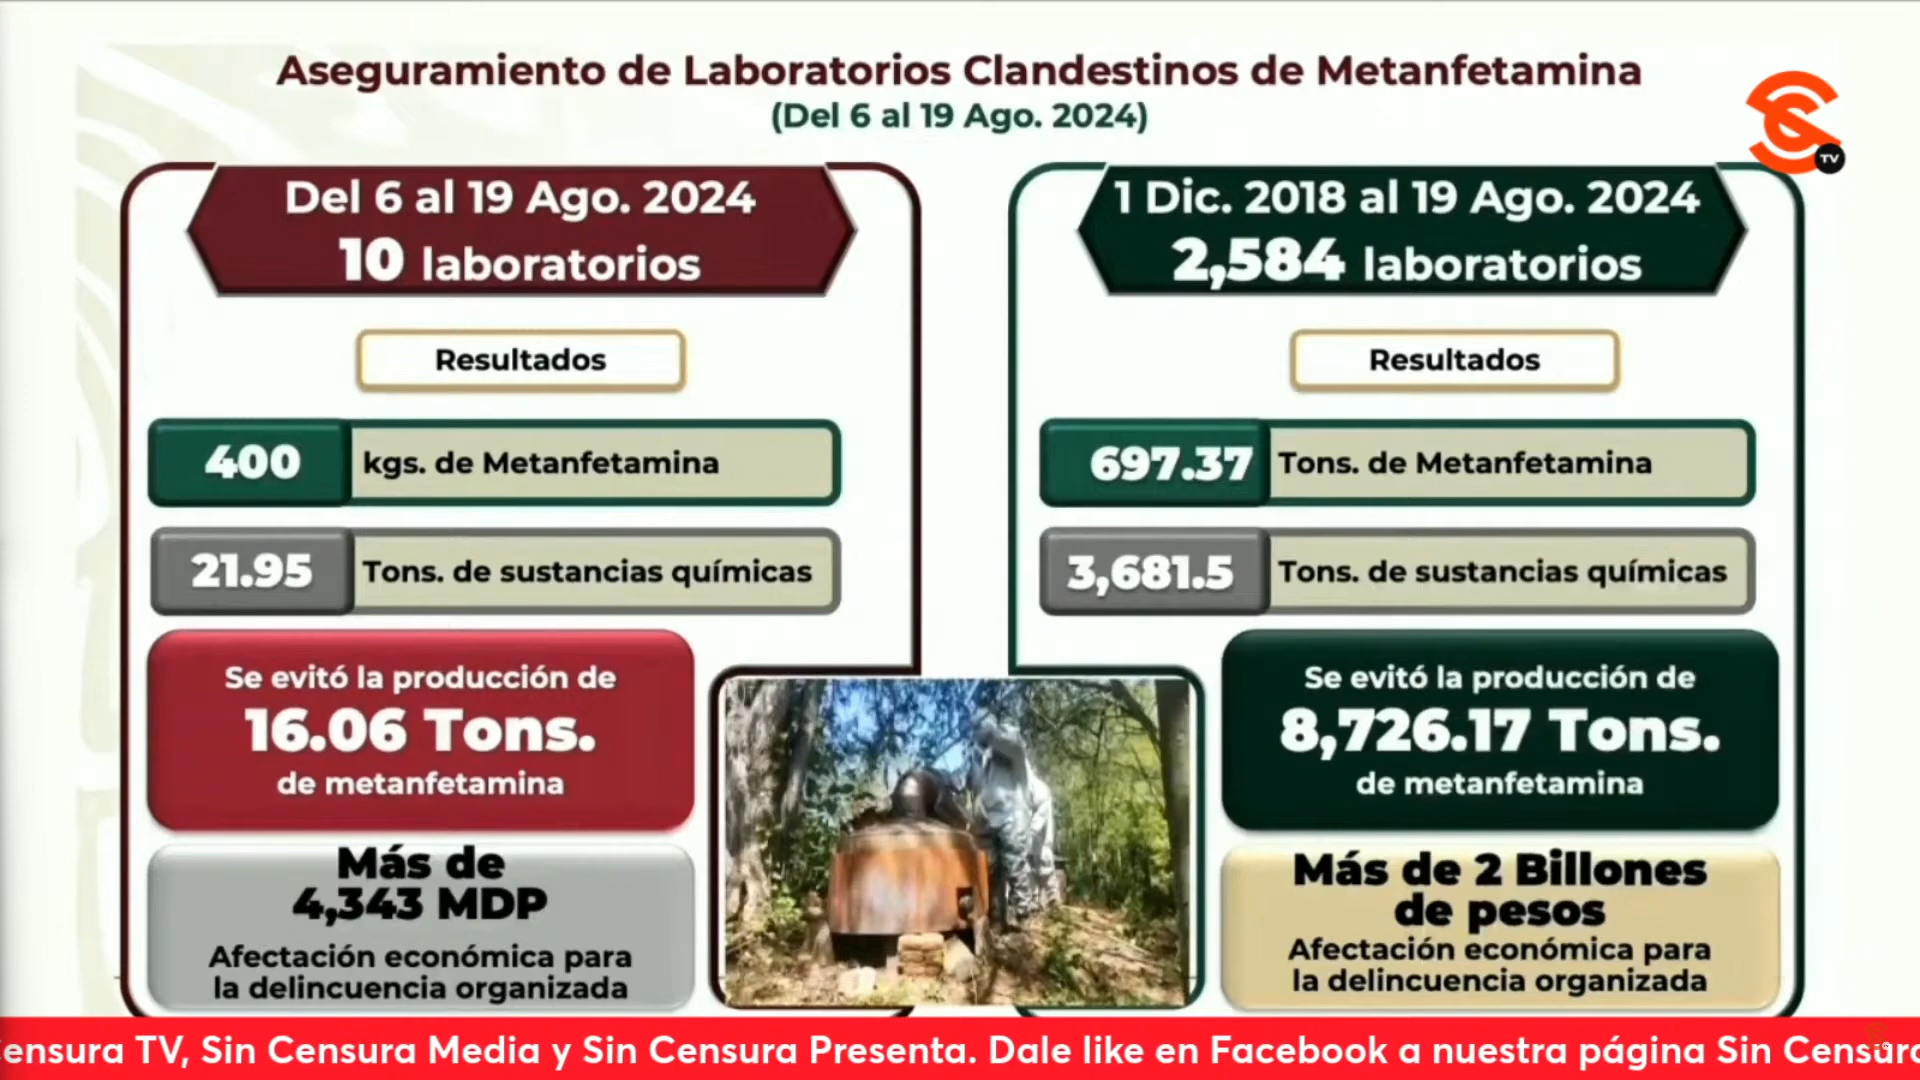 Aseguramiento de Laboratorios Clandestinos de Metanfetamina
(Del 6 al 19 Ago. 2024)
TV
Del 6 al 19 Ago. 2024
10 laboratorios
Resultados
400 kgs. de Metanfetamina
21.95 Tons. de sustancias químicas
Se evitó la producción de
16.06 Tons.
de metanfetamina
Más de
4,343 MDP
Afectación económica para
la delincuencia organizada
1 Dic. 2018 al 19 Ago. 2024
2,584 laboratorios
Resultados
697.37 Tons. de Metanfetamina
3,681.5 Tons. de sustancias químicas
Se evitó la producción de
8,726.17 Tons.
de metanfetamina
Más de 2 Billones
de pesos
Afectación económica para
la delincuencia organizada
ensura TV, Sin Censura Media y Sin Censura Presenta. Dale like en Facebook a nuestra página Sin Censura